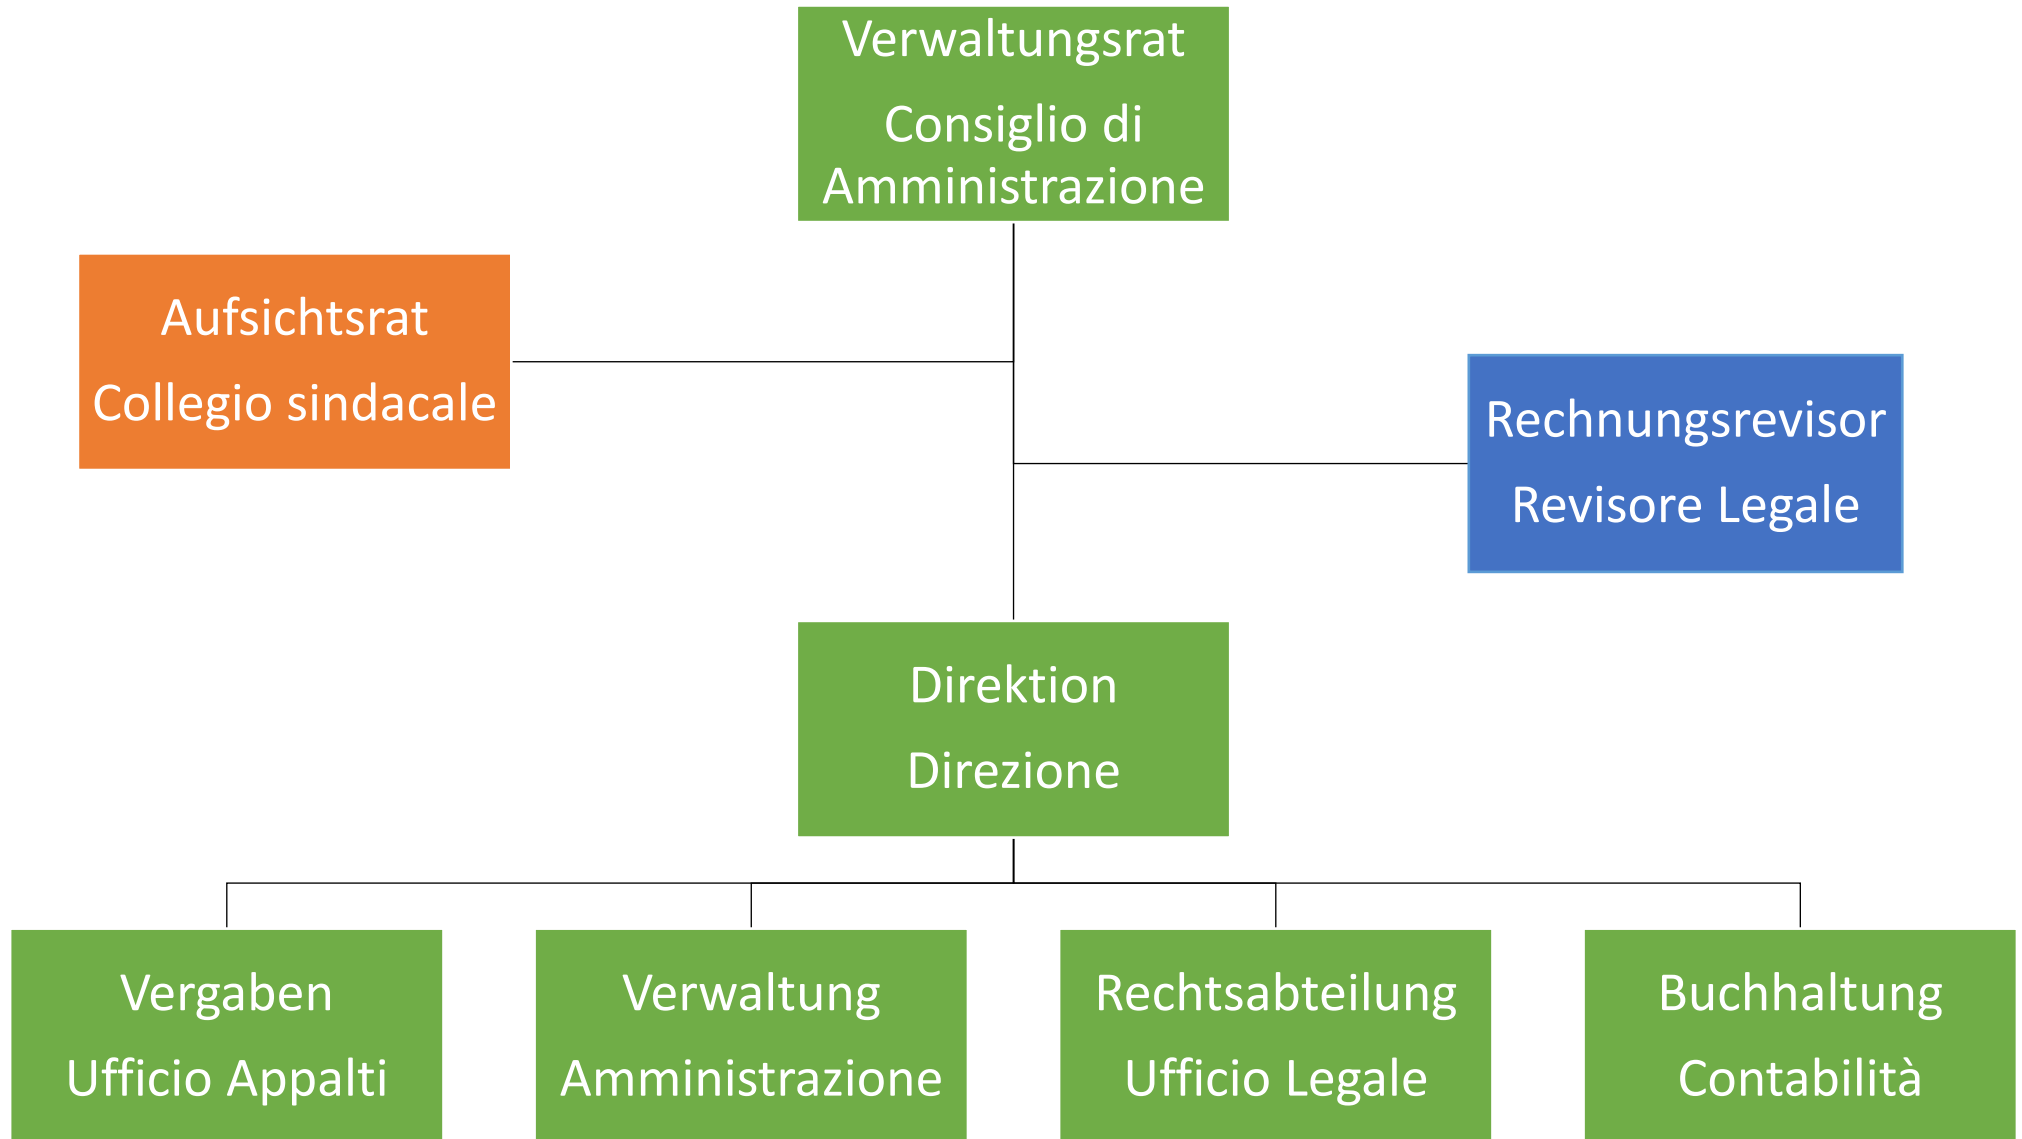 Verwaltungsrat
Consiglio di
Amministrazione
Aufsichtsrat
Collegio sindacale
Rechnungsrevisor
Revisore Legale
Direktion
Direzione
Vergaben
Ufficio Appalti
Verwaltung
Amministrazione
Rechtsabteilung
Ufficio Legale
Buchhaltung
Contabilità